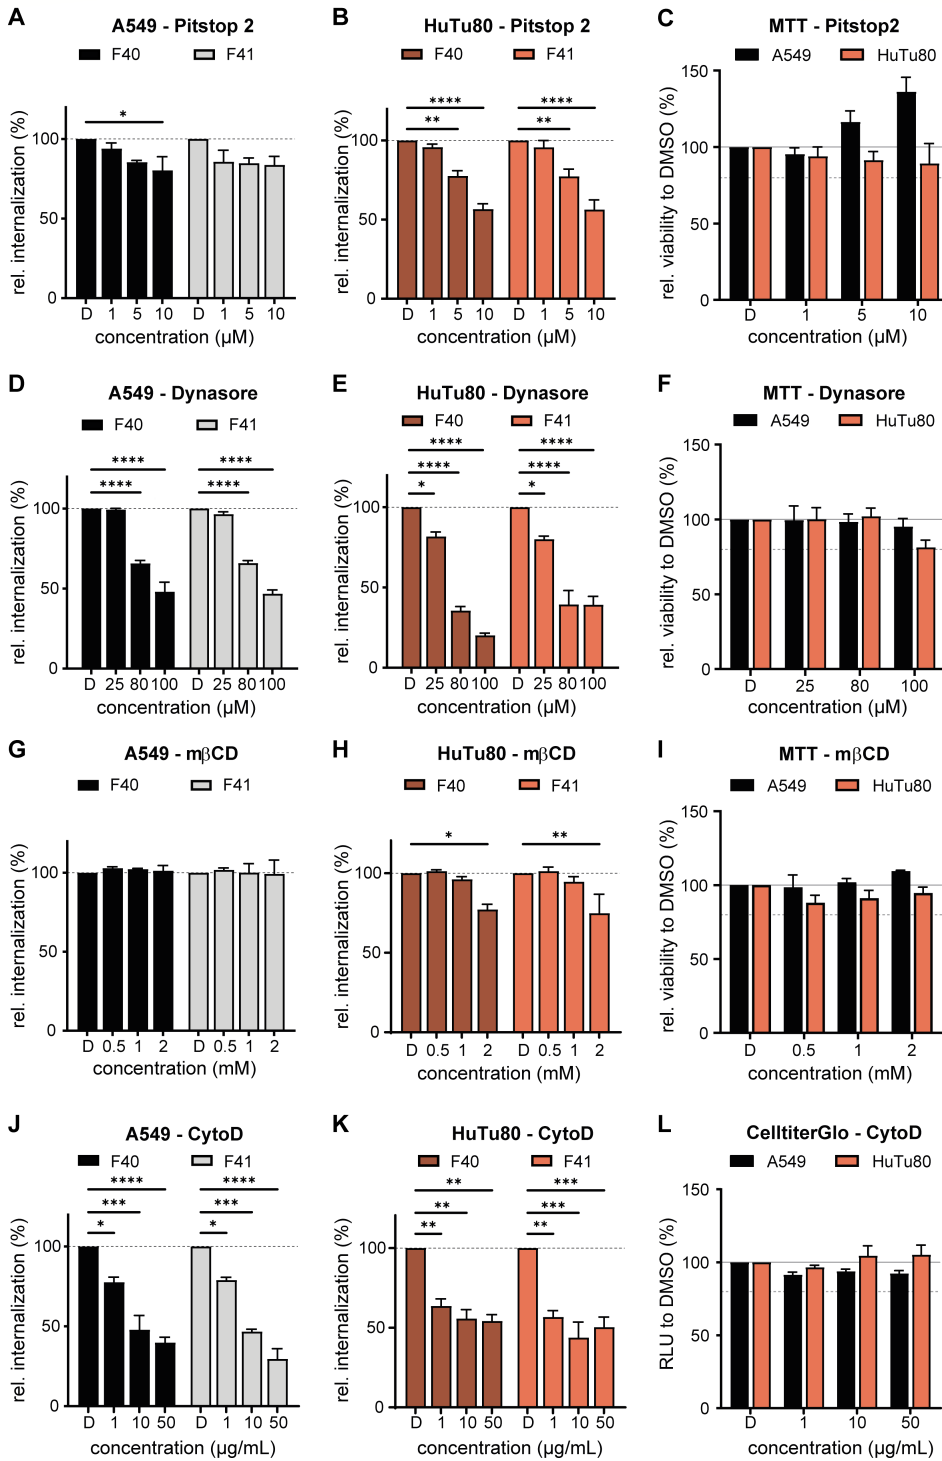 A
A549 - Pitstop 2
F40 F41
rel. internalization (%)
100
50
0
*
D 1 5 10 D 1 5 10
concentration (µM)
B
HuTu80 - Pitstop 2
F40 F41
rel. internalization (%)
100
50
0
**** ****
** **
D 1 5 10 D 1 5 10
concentration (µM)
C
MTT - Pitstop2
A549 HuTu80
rel. viability to DMSO (%)
150
100
50
0
D 1 5 10
concentration (µM)
D
A549 - Dynasore
F40 F41
rel. internalization (%)
100
50
0
**** ****
**** ****
D 25 80 100 D 25 80 100
concentration (µM)
E
HuTu80 - Dynasore
F40 F41
rel. internalization (%)
100
50
0
**** ****
**** ****
* *
D 25 80 100 D 25 80 100
concentration (µM)
F
MTT - Dynasore
A549 HuTu80
rel. viability to DMSO (%)
150
100
50
0
D 25 80 100
concentration (µM)
G
A549 - mβCD
F40 F41
rel. internalization (%)
100
50
0
D 0.5 1 2 D 0.5 1 2
concentration (mM)
H
HuTu80 - mβCD
F40 F41
rel. internalization (%)
100
50
0
* **
D 0.5 1 2 D 0.5 1 2
concentration (mM)
I
MTT - mβCD
A549 HuTu80
rel. viability to DMSO (%)
150
100
50
0
D 0.5 1 2
concentration (mM)
J
A549 - CytoD
F40 F41
rel. internalization (%)
100
50
0
**** ****
*** ***
* *
D 1 10 50 D 1 10 50
concentration (µg/mL)
K
HuTu80 - CytoD
F40 F41
rel. internalization (%)
100
50
0
** ***
** ***
** **
D 1 10 50 D 1 10 50
concentration (µg/mL)
L
CelltiterGlo - CytoD
A549 HuTu80
RLU to DMSO (%)
150
100
50
0
D 1 10 50
concentration (µg/mL)